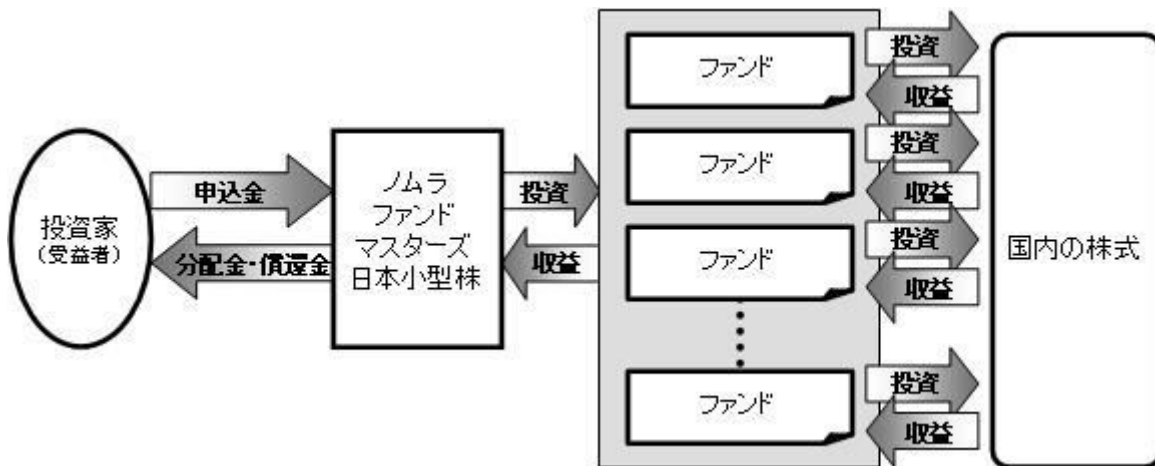 投資家
(受益者)
申込金
分配金・償還金
ノムラ
ファンド
マスターズ
日本小型株
投資
収益
ファンド
投資
収益
ファンド
投資
収益
ファンド
投資
収益
ファンド
投資
収益
国内の株式